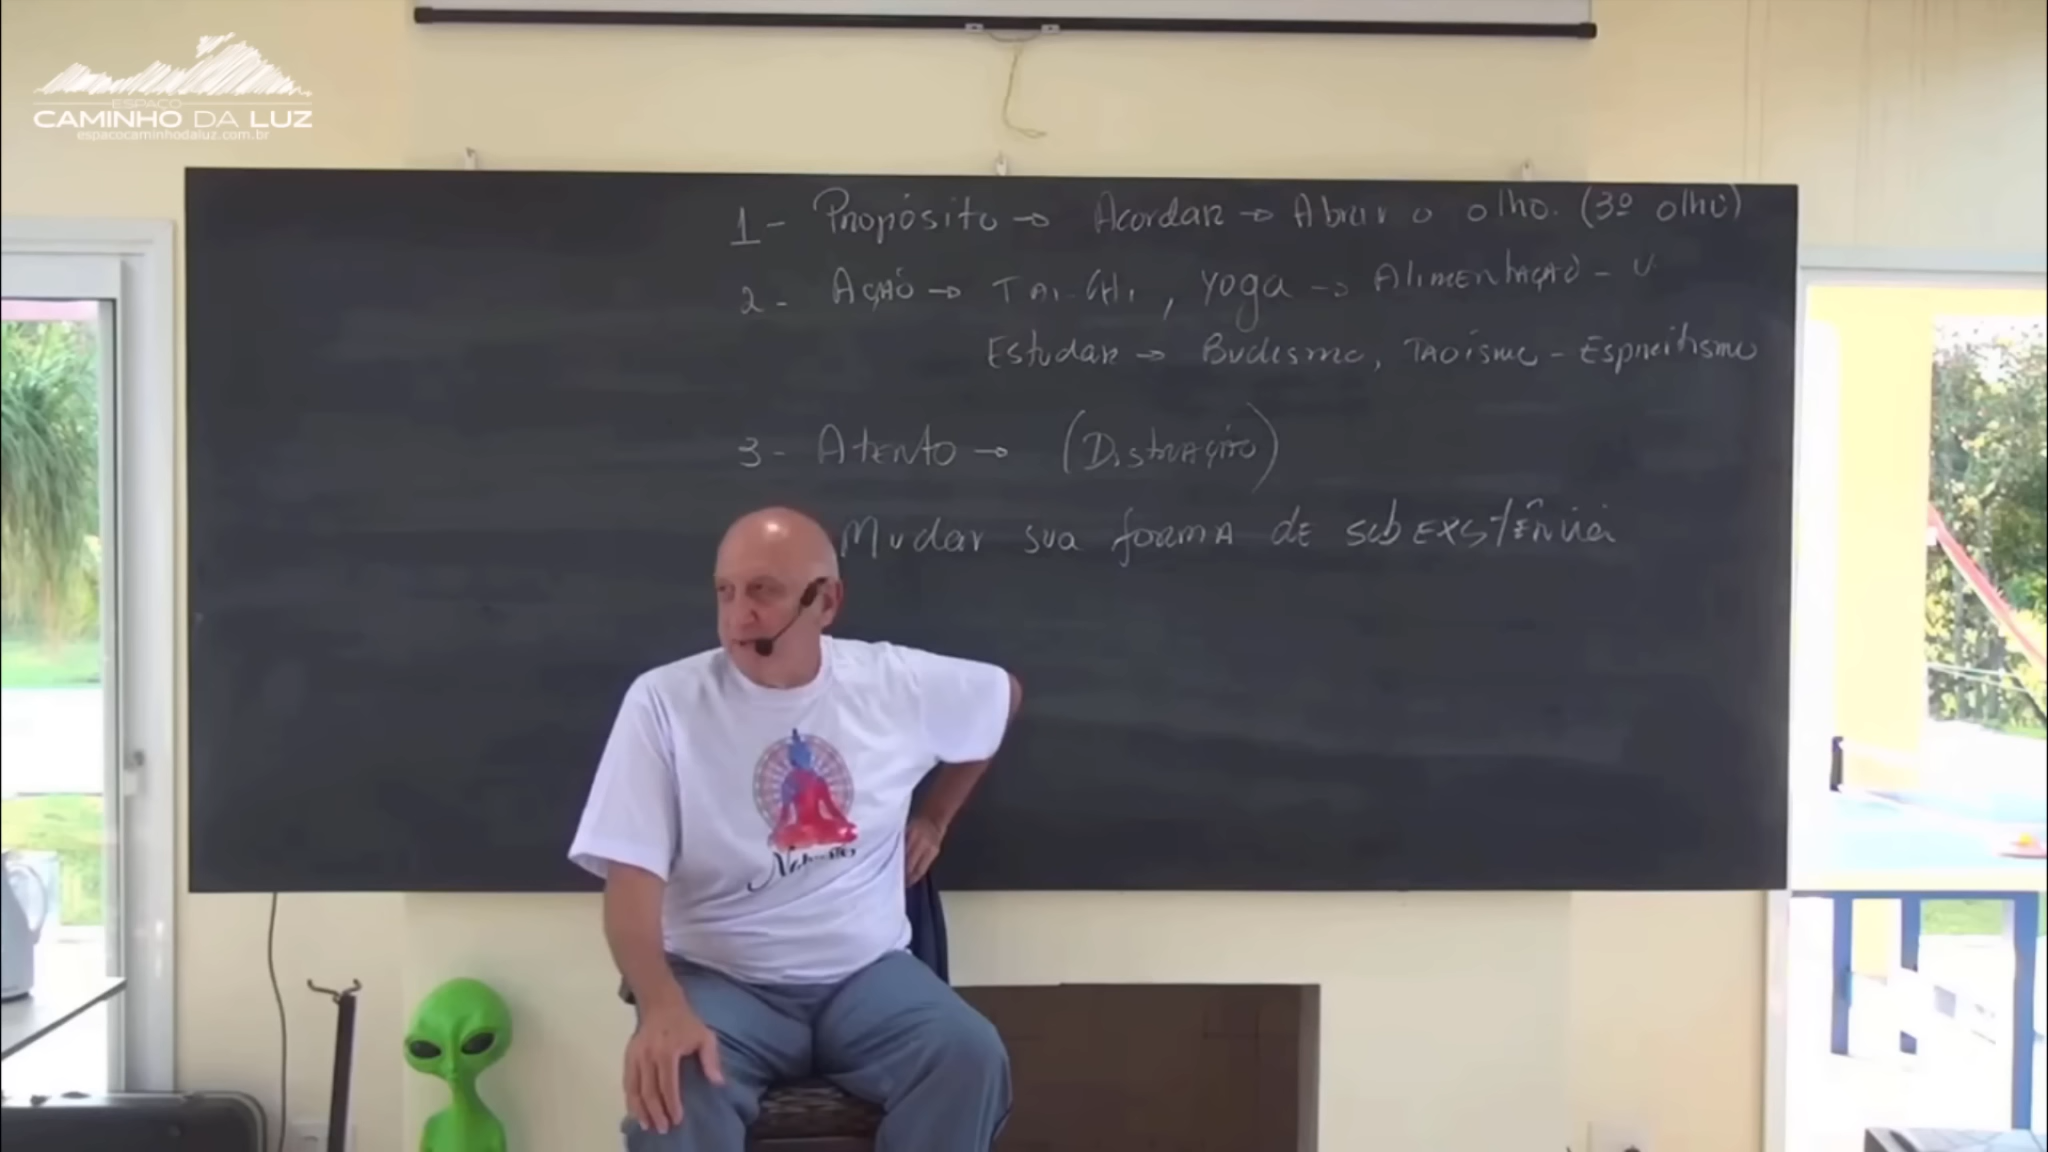 ESPAÇO
CAMINHO DA LUZ
espacocaminhodaluz.com.br
1- Propósito → Acordar → Abrir o olho. (3º olho)
2- Ação → TAI-CHI, Yoga → Alimentação -
Estudar → Budismo, TAOismo - Espiritismo
3- Atento → (Distração)
Mudar sua forma de subexstência